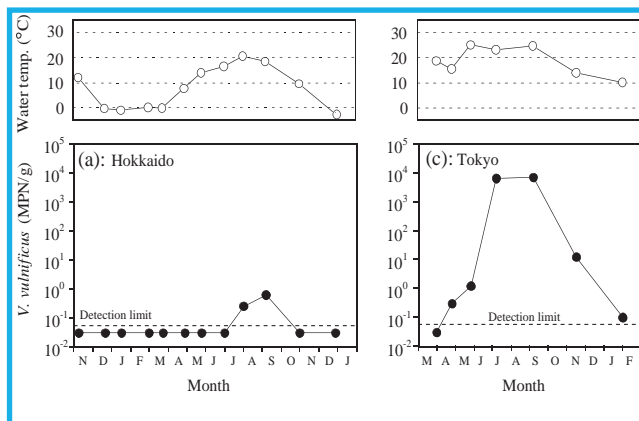 Water temp. (°C)
30
20
10
0
30
20
10
0
V. vulnificus (MPN/g)
10^5
10^4
10^3
10^2
10^1
10^0
10^-1
10^-2
(a): Hokkaido
Detection limit
N D J F M A M J J A S O N D J
Month
10^5
10^4
10^3
10^2
10^1
10^0
10^-1
10^-2
(c): Tokyo
Detection limit
M A M J J A S O N D J F
Month